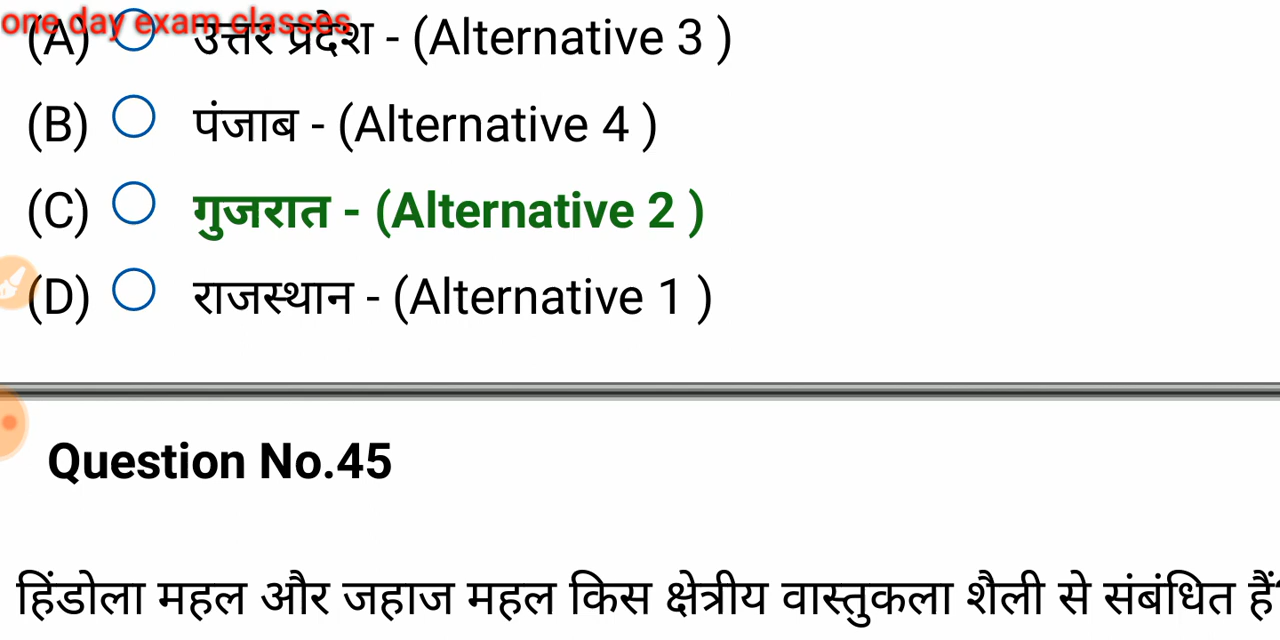 one day exam classes
(A) उत्तर प्रदेश - (Alternative 3 )
(B) पंजाब - (Alternative 4 )
(C) गुजरात - (Alternative 2 )
(D) राजस्थान - (Alternative 1 )
Question No.45
हिंडोला महल और जहाज महल किस क्षेत्रीय वास्तुकला शैली से संबंधित हैं